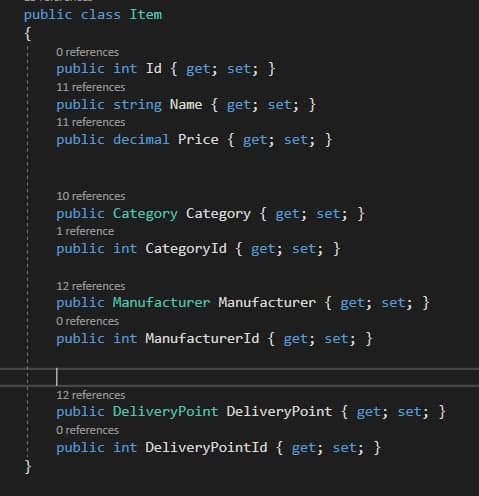 public class Item
{
0 references
public int Id { get; set; }
11 references
public string Name { get; set; }
11 references
public decimal Price { get; set; }
10 references
public Category Category { get; set; }
1 reference
public int CategoryId { get; set; }
12 references
public Manufacturer Manufacturer { get; set; }
0 references
public int ManufacturerId { get; set; }
12 references
public DeliveryPoint DeliveryPoint { get; set; }
0 references
public int DeliveryPointId { get; set; }
}